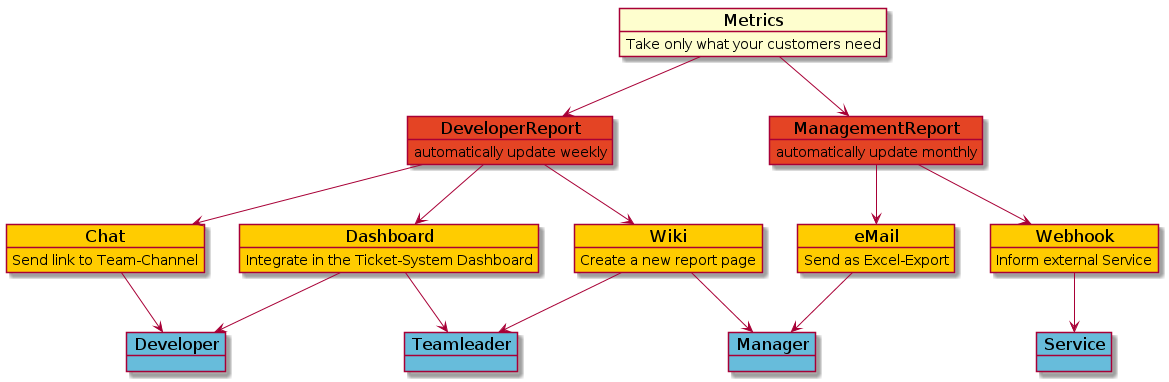 Metrics
Take only what your customers need
DeveloperReport
automatically update weekly
ManagementReport
automatically update monthly
Chat
Send link to Team-Channel
Dashboard
Integrate in the Ticket-System Dashboard
Wiki
Create a new report page
eMail
Send as Excel-Export
Webhook
Inform external Service
Developer
Teamleader
Manager
Service